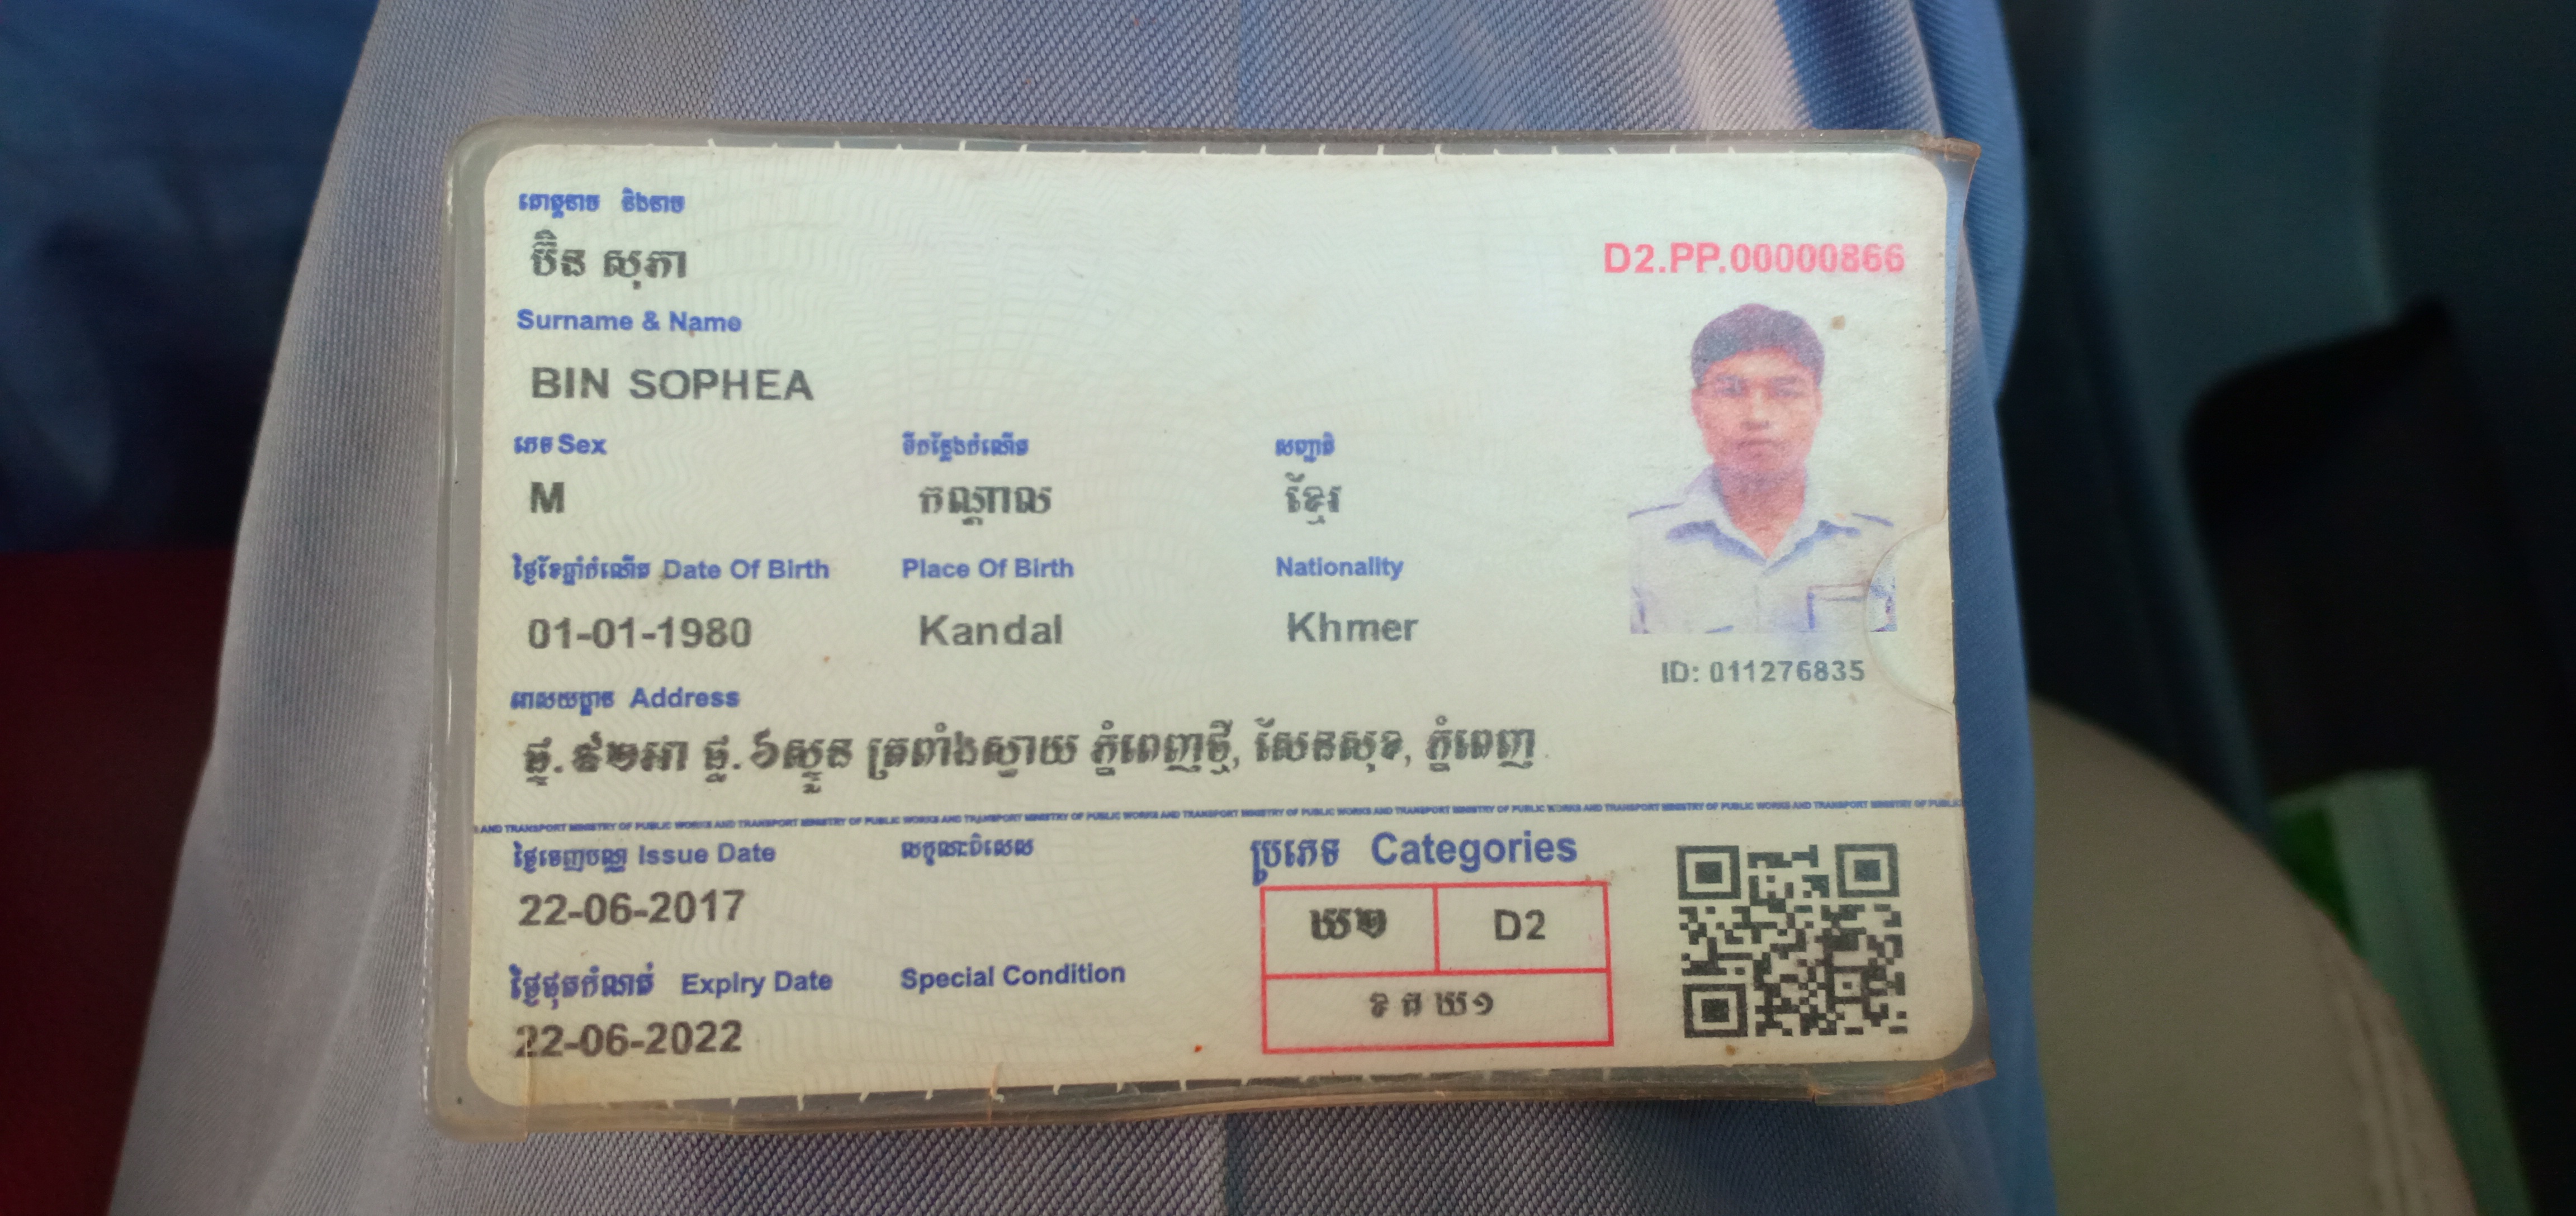 គោត្តនាម និងនាម
ប៊ិន សុភា
D2.PP.00000866
Surname & Name
BIN SOPHEA
ភេទ Sex
ទីកន្លែងកំណើត
សញ្ជាតិ
M
កណ្តាល
ខ្មែរ
ថ្ងៃខែឆ្នាំកំណើត Date Of Birth
Place Of Birth
Nationality
01-01-1980
Kandal
Khmer
ID: 011276835
អាសយដ្ឋាន Address
ផ្ទះ.៩២អា ផ្លូ.៦សួន ត្រពាំងស្វាយ ភ្នំពេញថ្មី, សែនសុខ, ភ្នំពេញ
AND TRANSPORT MINISTRY OF PUBLIC WORKS AND TRANSPORT MINISTRY OF PUBLIC WORKS AND TRANSPORT MINISTRY OF PUBLIC WORKS AND TRANSPORT MINISTRY OF PUBLIC WORKS AND TRANSPORT MINISTRY OF PUBLIC WORKS AND TRANSPORT MINISTRY OF PUBLIC WORKS AND TRANSPORT MINISTRY OF PUBLIC
ថ្ងៃចេញបណ្ណ Issue Date
លក្ខណៈពិសេស
ប្រភេទ Categories
22-06-2017
ឃ២
D2
ថ្ងៃផុតកំណត់ Expiry Date
Special Condition
ខ គ ឃ១
22-06-2022